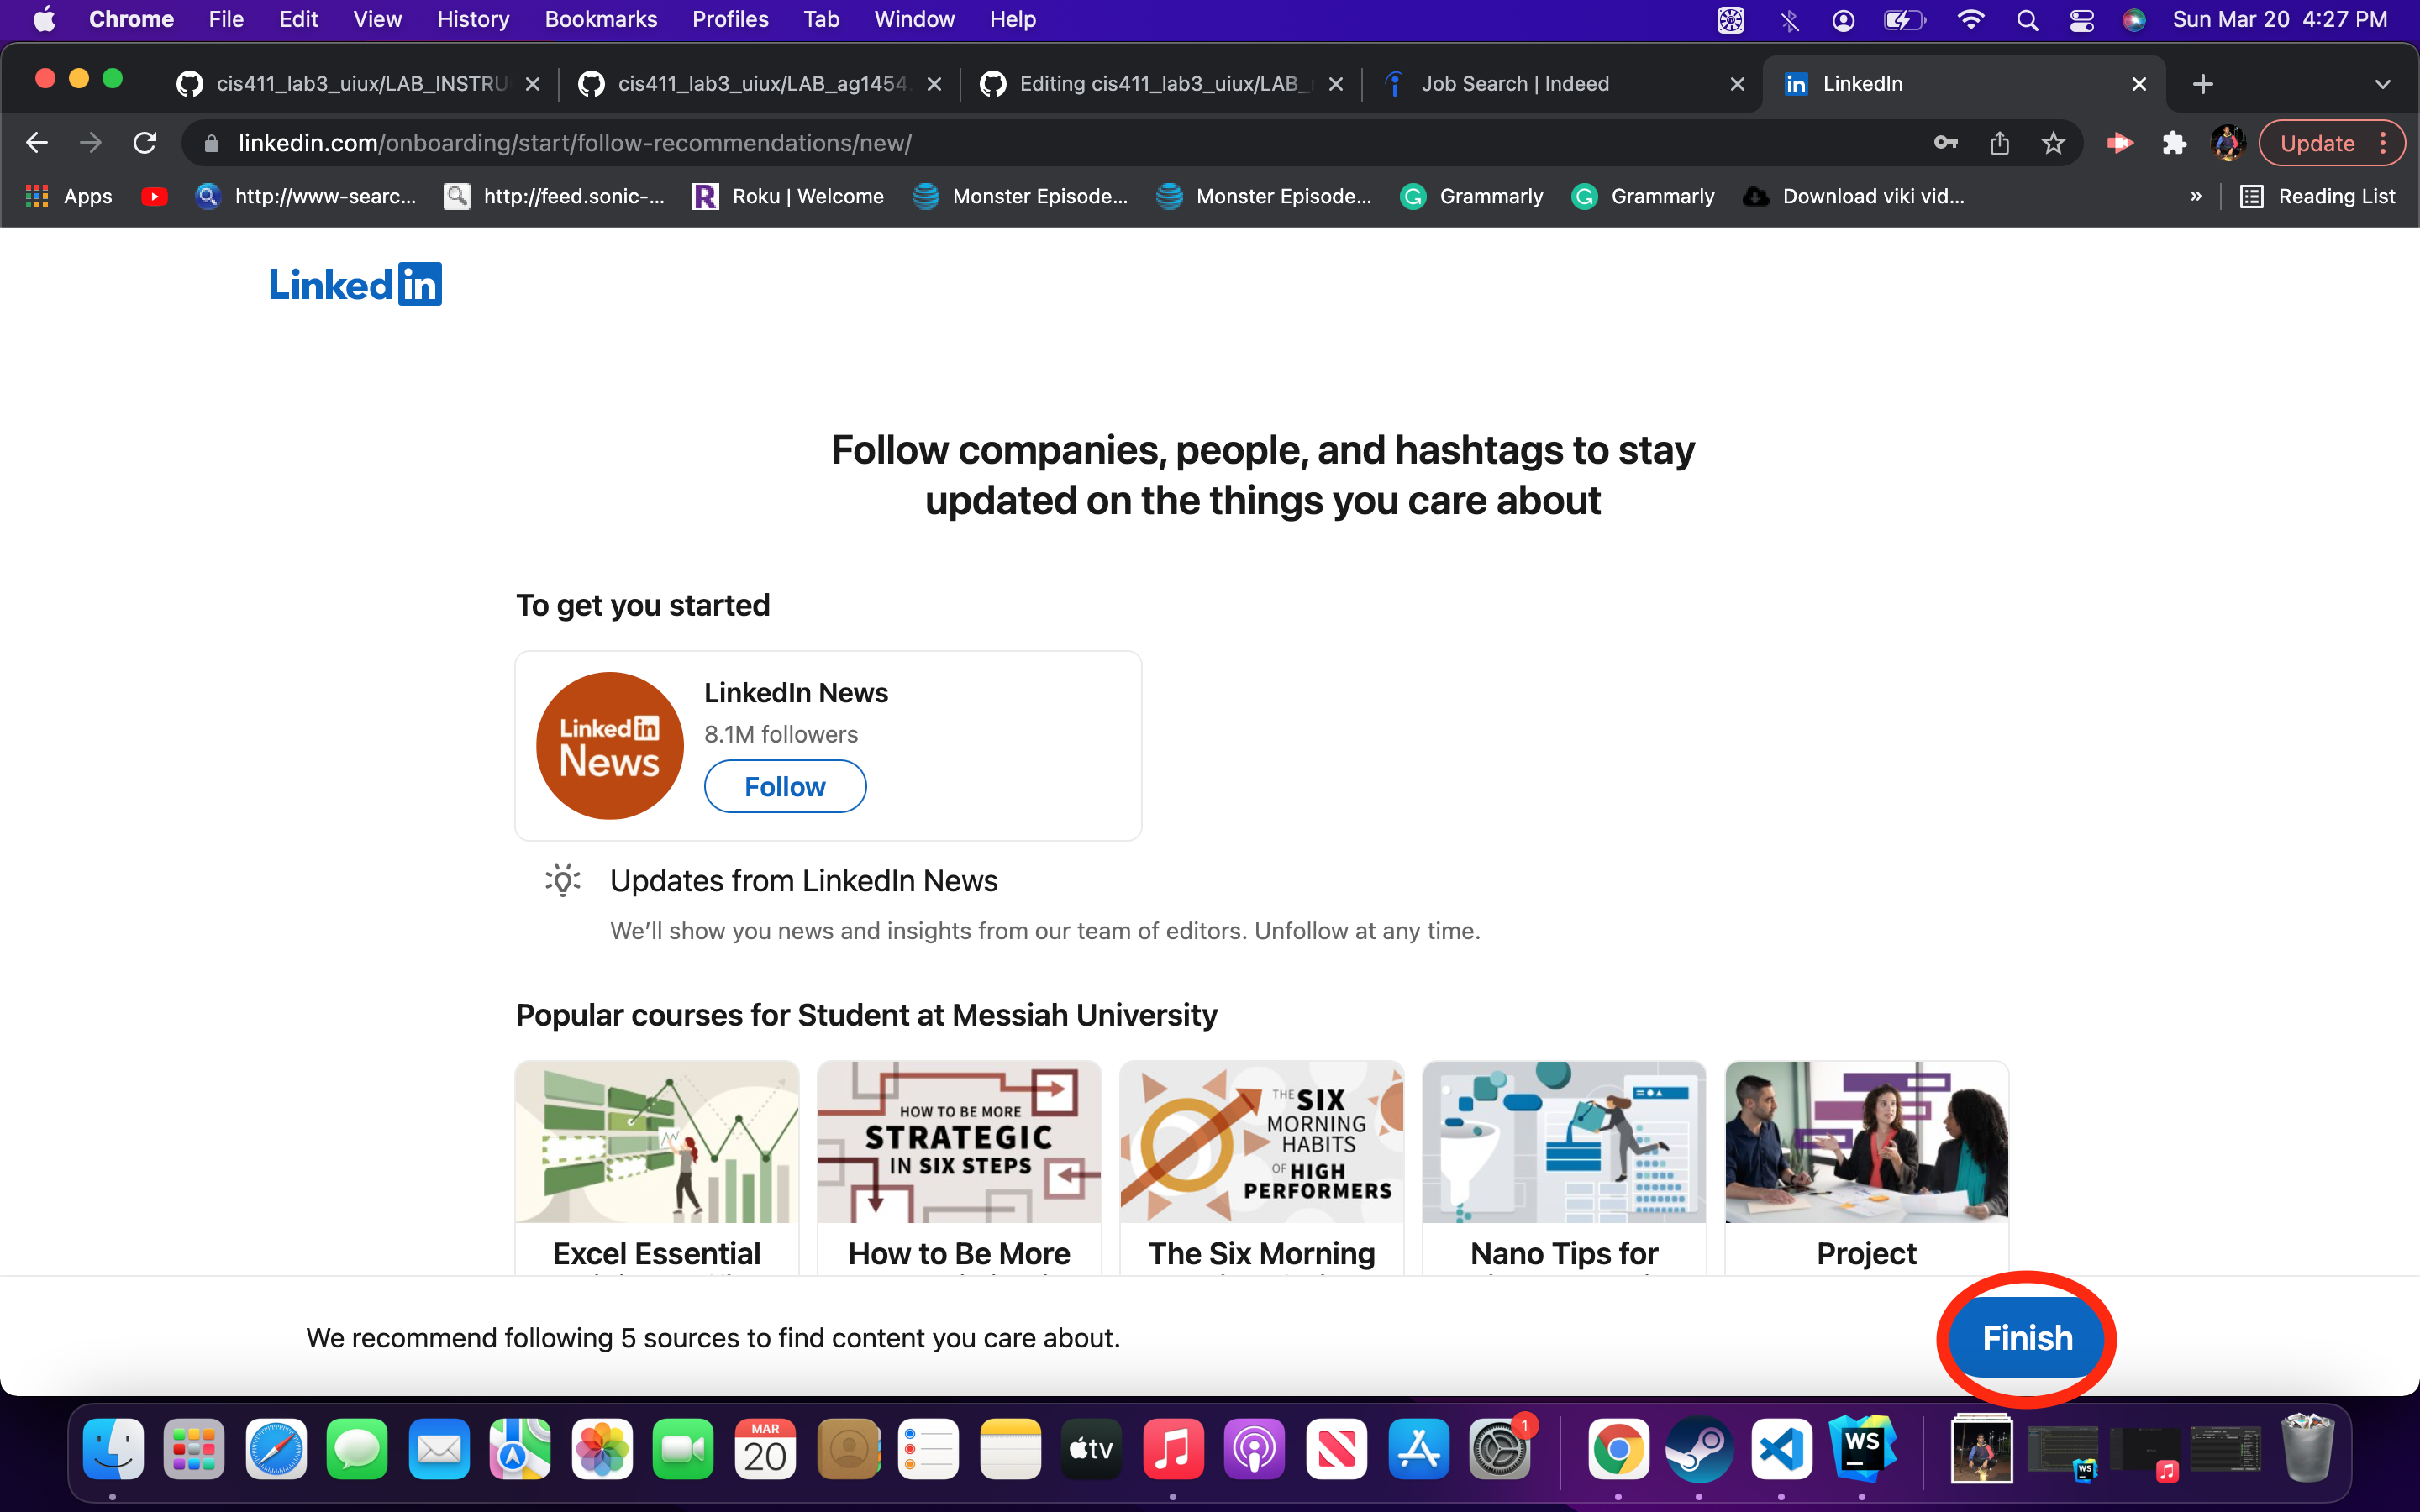 Chrome File Edit View History Bookmarks Profiles Tab Window Help Sun Mar 20 4:27 PM
cis411_lab3_uiux/LAB_INSTRU cis411_lab3_uiux/LAB_ag1454 Editing cis411_lab3_uiux/LAB_ Job Search | Indeed LinkedIn
linkedin.com/onboarding/start/follow-recommendations/new/ Update
Apps http://www-searc... http://feed.sonic-... Roku | Welcome Monster Episode... Monster Episode... Grammarly Grammarly Download viki vid... » Reading List
Linked in
Follow companies, people, and hashtags to stay
updated on the things you care about
To get you started
Linked in
News
LinkedIn News
8.1M followers
Follow
Updates from LinkedIn News
We'll show you news and insights from our team of editors. Unfollow at any time.
Popular courses for Student at Messiah University
HOW TO BE MORE
STRATEGIC
IN SIX STEPS
THE SIX
MORNING
HABITS
OF HIGH
PERFORMERS
Excel Essential How to Be More The Six Morning Nano Tips for Project
We recommend following 5 sources to find content you care about.
Finish
MAR
20
tv
1
WS
WS